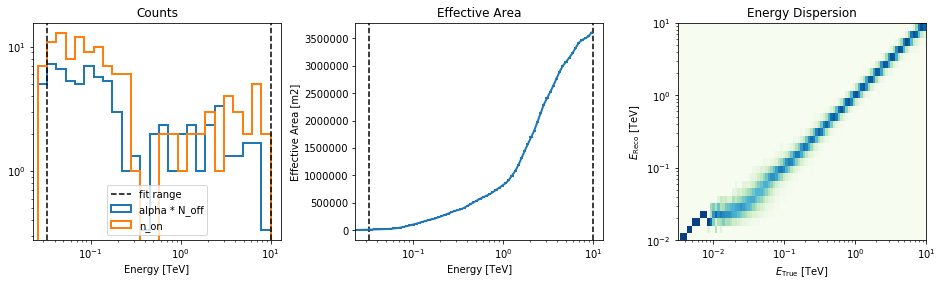 Counts
10¹
10⁰
10⁻¹
10⁰
10¹
Energy [TeV]
fit range
alpha * N_off
n_on
Effective Area
Effective Area [m2]
3500000
3000000
2500000
2000000
1500000
1000000
500000
0
10⁻¹
10⁰
10¹
Energy [TeV]
Energy Dispersion
E_Reco [TeV]
10¹
10⁰
10⁻¹
10⁻²
10⁻²
10⁻¹
10⁰
10¹
E_True [TeV]